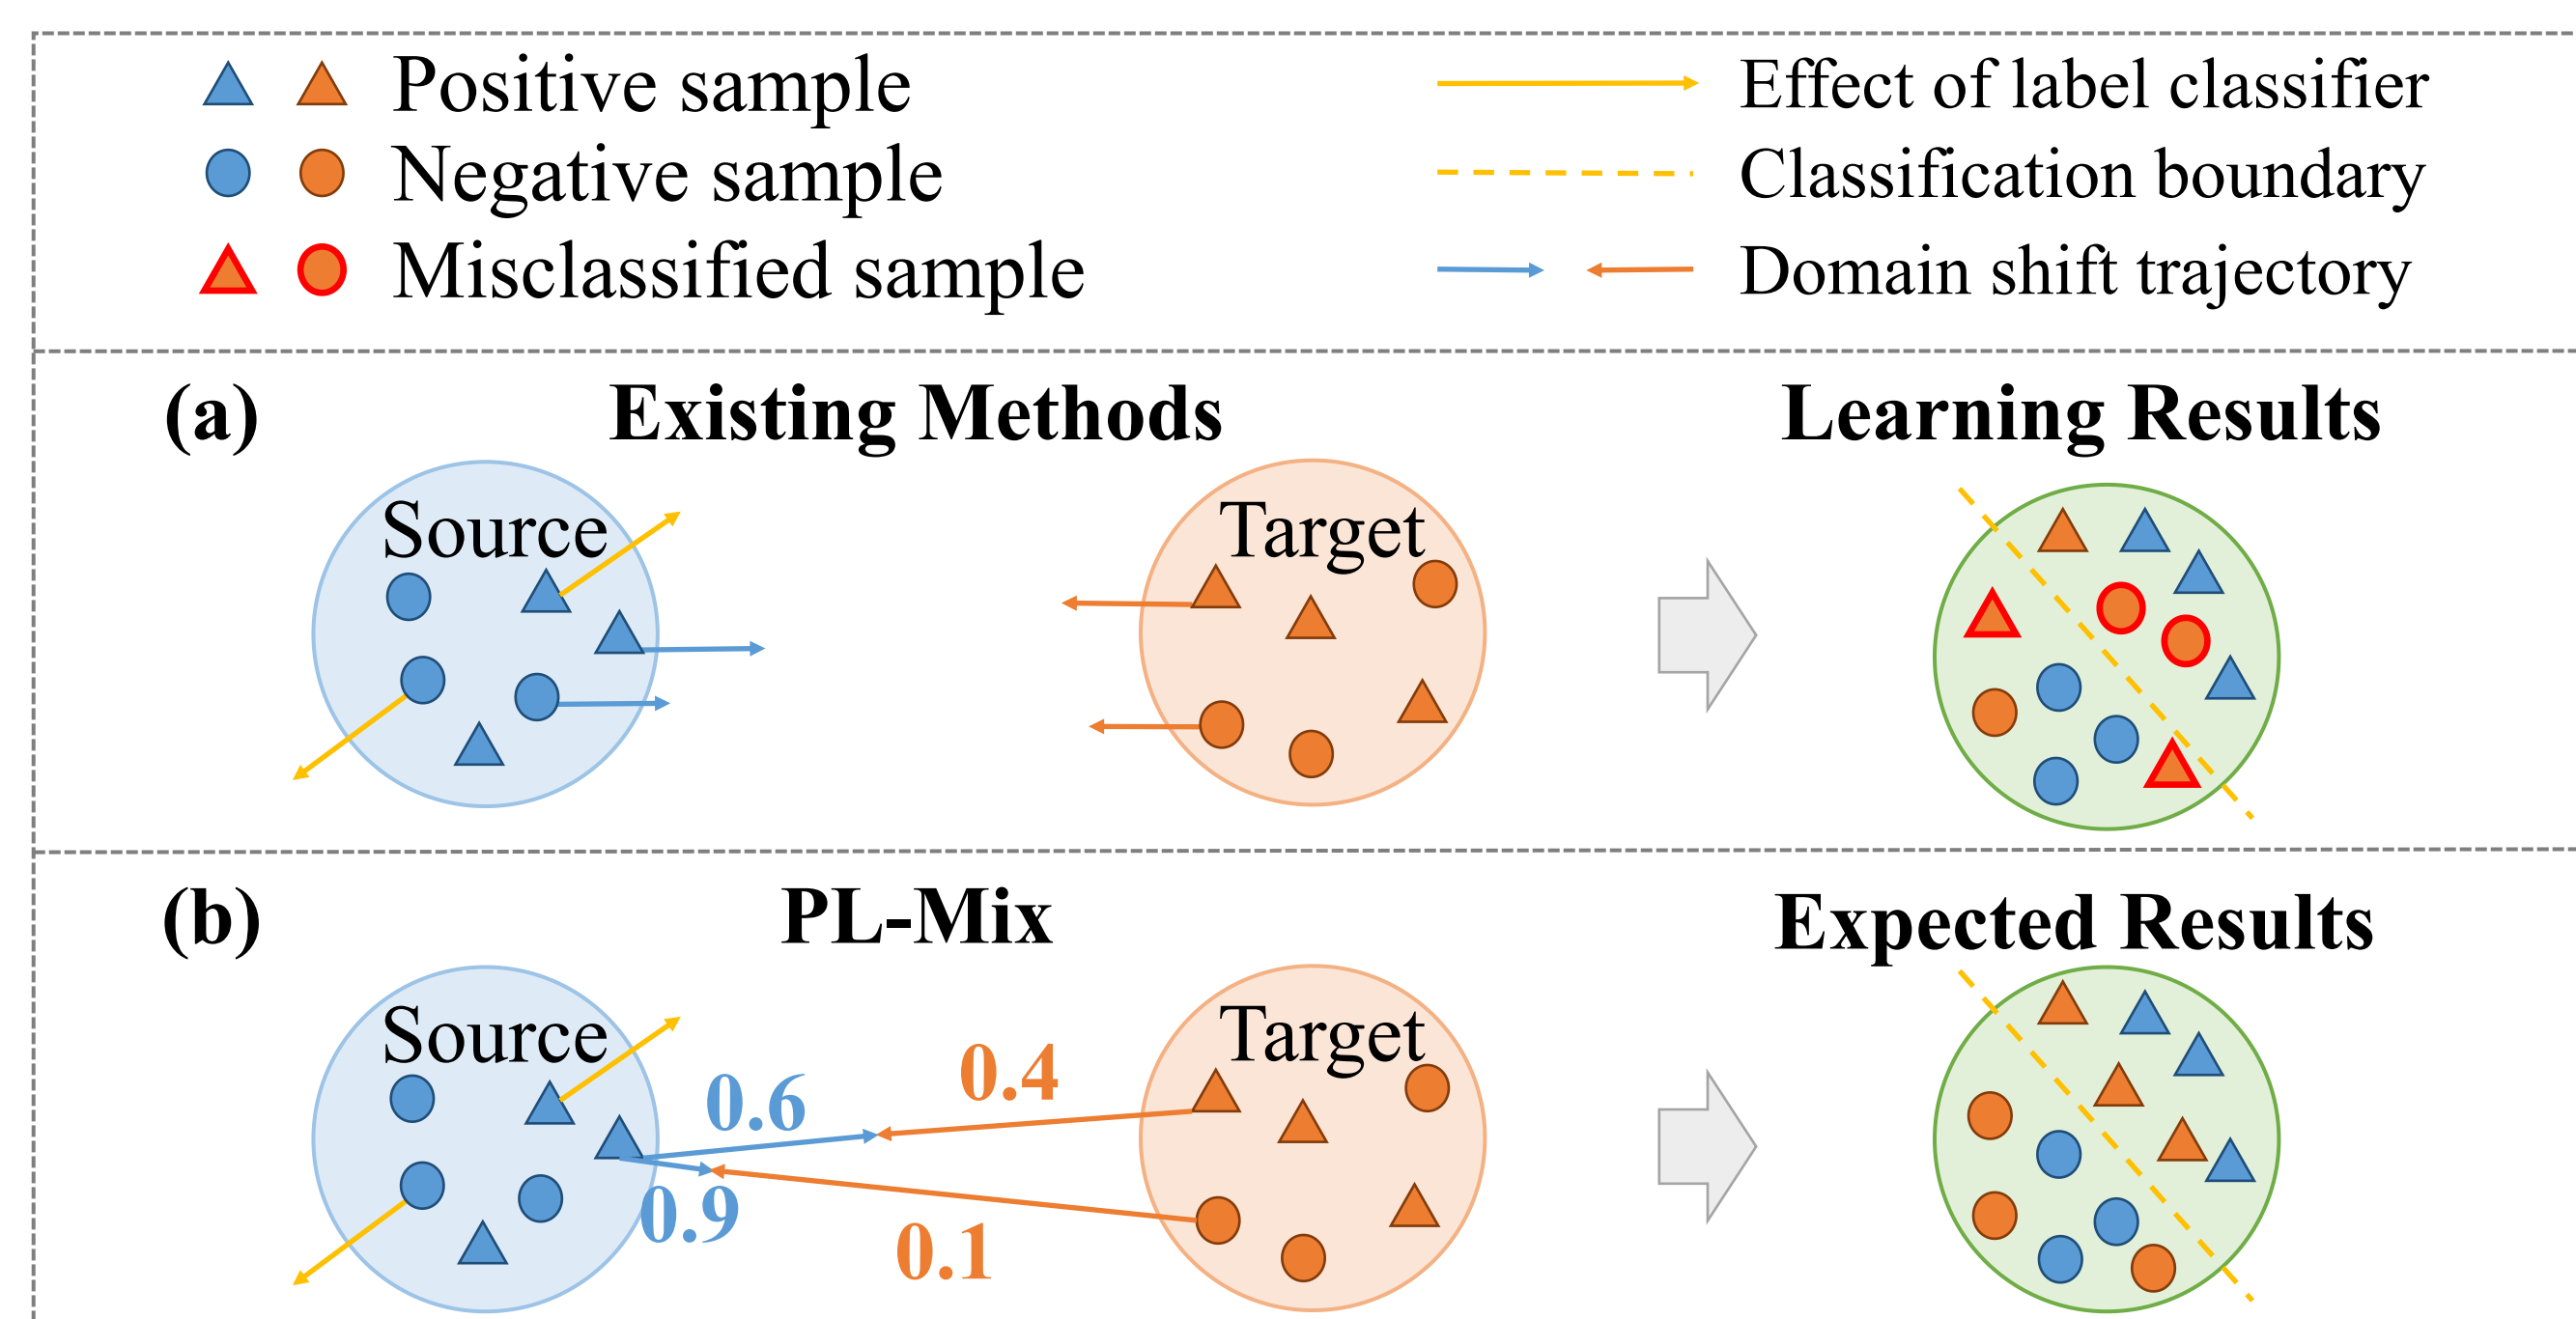 Positive sample
Effect of label classifier
Negative sample
Classification boundary
Misclassified sample
Domain shift trajectory
(a) Existing Methods Learning Results
Source
Target
(b) PL-Mix Expected Results
Source
Target
0.6
0.4
0.9
0.1